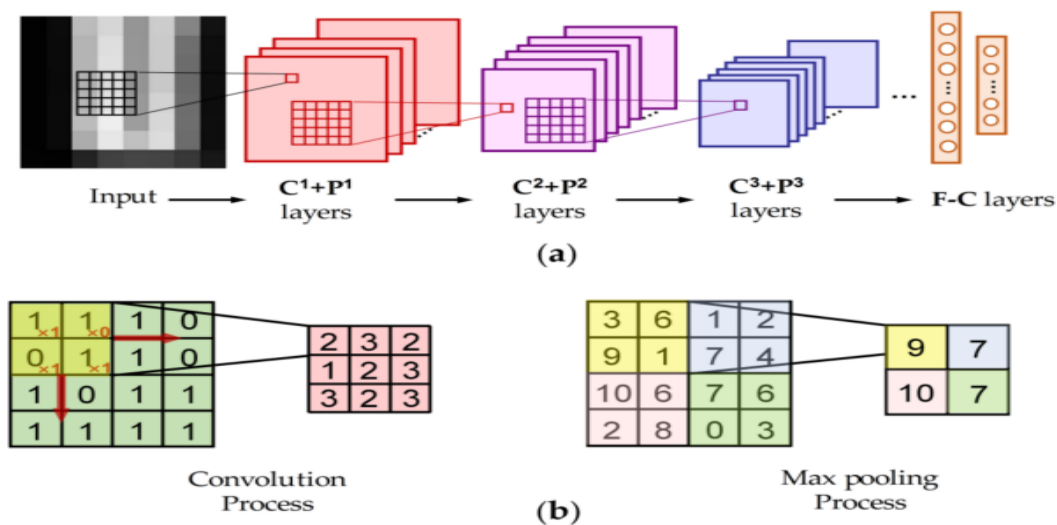 Input
C¹+P¹
layers
C²+P²
layers
C³+P³
layers
F-C layers
(a)
1×1 1×0 1 0
0×1 1×1 1 0
1 0 1 1
1 1 1 1
2 3 2
1 2 3
3 2 3
Convolution
Process
3 6 1 2
9 1 7 4
10 6 7 6
2 8 0 3
9 7
10 7
Max pooling
Process
(b)